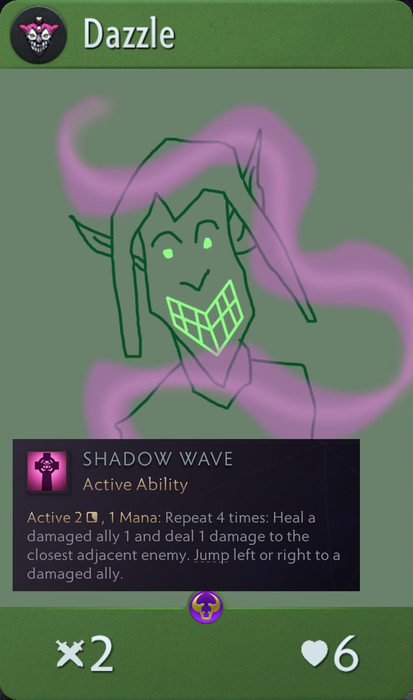 Dazzle
SHADOW WAVE
Active Ability
Active 2 , 1 Mana: Repeat 4 times: Heal a
damaged ally 1 and deal 1 damage to the
closest adjacent enemy. Jump left or right to a
damaged ally.
2 6